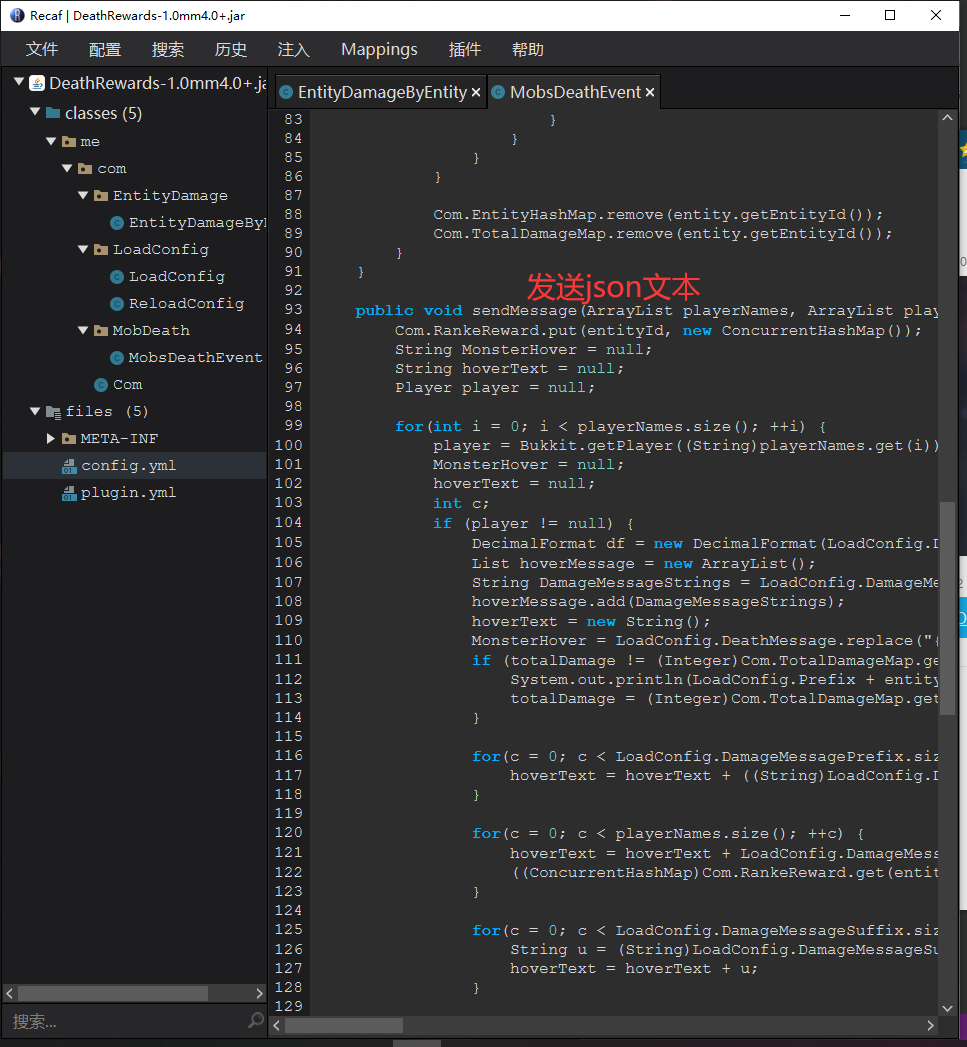 Recaf | DeathRewards-1.0mm4.0+.jar
文件 配置 搜索 历史 注入 Mappings 插件 帮助
DeathRewards-1.0mm4.0+.ja
classes (5)
me
com
EntityDamage
EntityDamageByE
LoadConfig
LoadConfig
ReloadConfig
MobDeath
MobsDeathEvent
Com
files (5)
META-INF
config.yml
plugin.yml
搜索...
EntityDamageByEntity × MobsDeathEvent ×
83 }
84 }
85 }
86 }
87
88 Com.EntityHashMap.remove(entity.getEntityId());
89 Com.TotalDamageMap.remove(entity.getEntityId());
90 }
91 }
发送json文本
92
93 public void sendMessage(ArrayList playerNames, ArrayList play
94 Com.RankeReward.put(entityId, new ConcurrentHashMap());
95 String MonsterHover = null;
96 String hoverText = null;
97 Player player = null;
98
99 for(int i = 0; i < playerNames.size(); ++i) {
100 player = Bukkit.getPlayer((String)playerNames.get(i))
101 MonsterHover = null;
102 hoverText = null;
103 int c;
104 if (player != null) {
105 DecimalFormat df = new DecimalFormat(LoadConfig.D
106 List hoverMessage = new ArrayList();
107 String DamageMessageStrings = LoadConfig.DamageMe
108 hoverMessage.add(DamageMessageStrings);
109 hoverText = new String();
110 MonsterHover = LoadConfig.DeathMessage.replace("{
111 if (totalDamage != (Integer)Com.TotalDamageMap.ge
112 System.out.println(LoadConfig.Prefix + entity
113 totalDamage = (Integer)Com.TotalDamageMap.get
114 }
115
116 for(c = 0; c < LoadConfig.DamageMessagePrefix.siz
117 hoverText = hoverText + ((String)LoadConfig.D
118 }
119
120 for(c = 0; c < playerNames.size(); ++c) {
121 hoverText = hoverText + LoadConfig.DamageMess
122 ((ConcurrentHashMap)Com.RankeReward.get(entit
123 }
124
125 for(c = 0; c < LoadConfig.DamageMessageSuffix.siz
126 String u = (String)LoadConfig.DamageMessageSu
127 hoverText = hoverText + u;
128 }
129